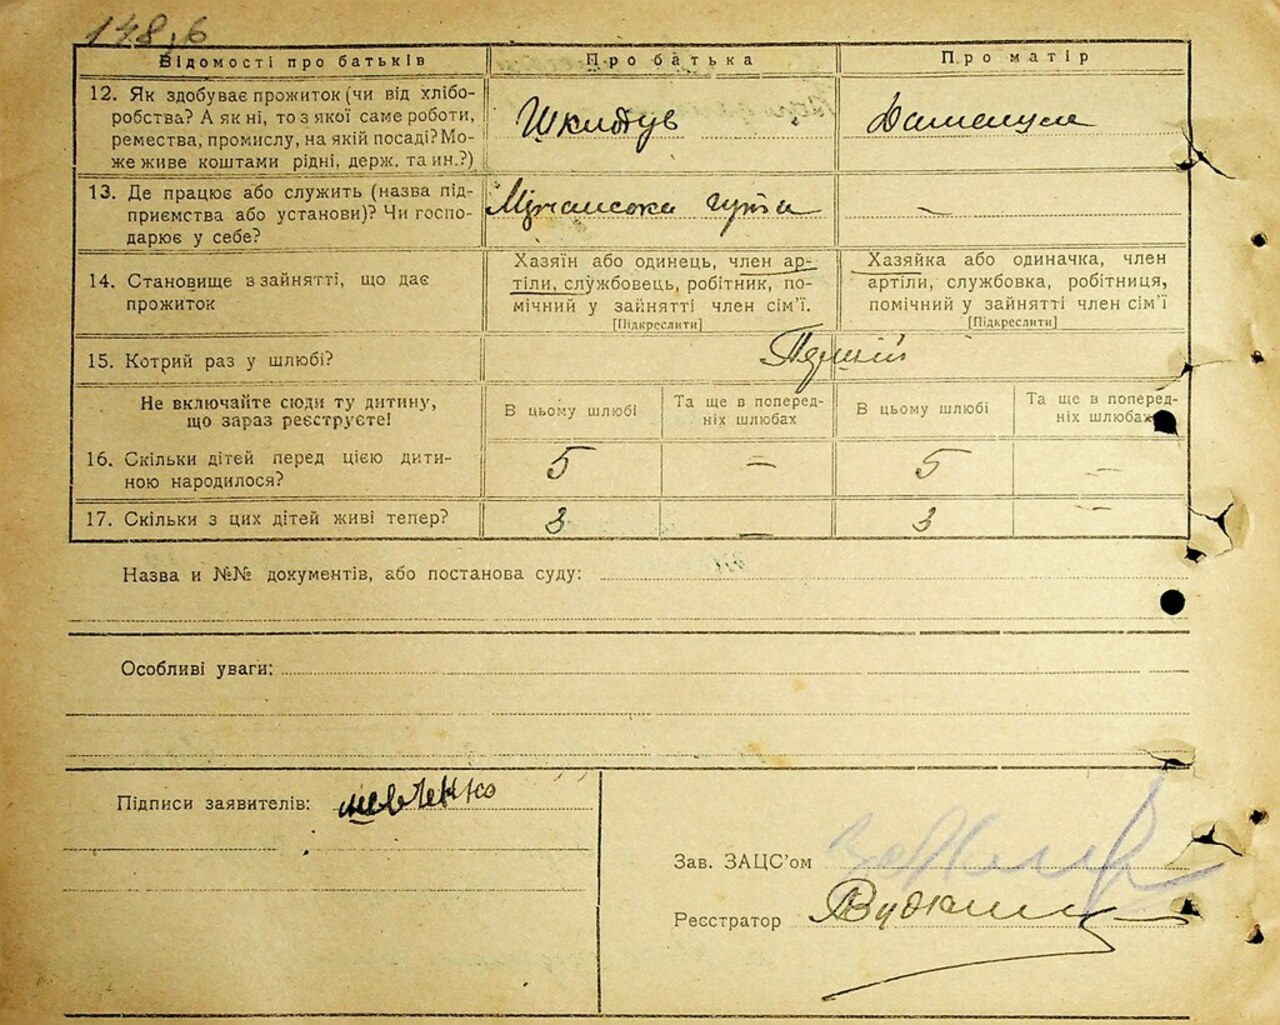 148,б
Відомості про батьків
Про батька
Про матір
12. Як здобуває прожиток (чи від хлібо-
робства? А як ні, то з якої саме роботи,
ремества, промислу, на якій посаді? Мо-
же живе коштами рідні, держ. та ин.?)
13. Де працює або служить (назва під-
приємства або установи)? Чи госпо-
дарює у себе?
гута
—
14. Становище в зайнятті, що дає
прожиток
Хазяїн або одинець, член ар-
тіли, службовець, робітник, по-
мічний у зайнятті член сім'ї.
[Підкреслити]
Хазяйка або одиначка, член
артіли, службовка, робітниця,
помічний у зайнятті член сім'ї
[Підкреслити]
15. Котрий раз у шлюбі?
Не включайте сюди ту дитину,
що зараз реєструєте!
В цьому шлюбі
Та ще в поперед-
ніх шлюбах
В цьому шлюбі
Та ще в поперед-
ніх шлюбах
16. Скільки дітей перед цією дити-
ною народилося?
5
—
5
—
17. Скільки з цих дітей живі тепер?
3
—
3
—
Назва и №№ документів, або постанова суду:
Особливі уваги:
Підписи заявителів: шевченко
Зав. ЗАЦС'ом
Реєстратор